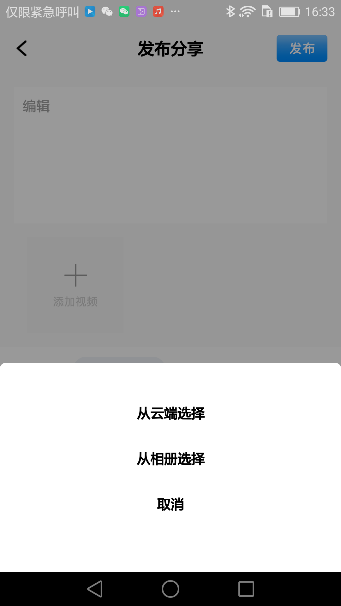 仅限紧急呼叫 16:33
发布分享 发布
编辑
添加视频
从云端选择
从相册选择
取消